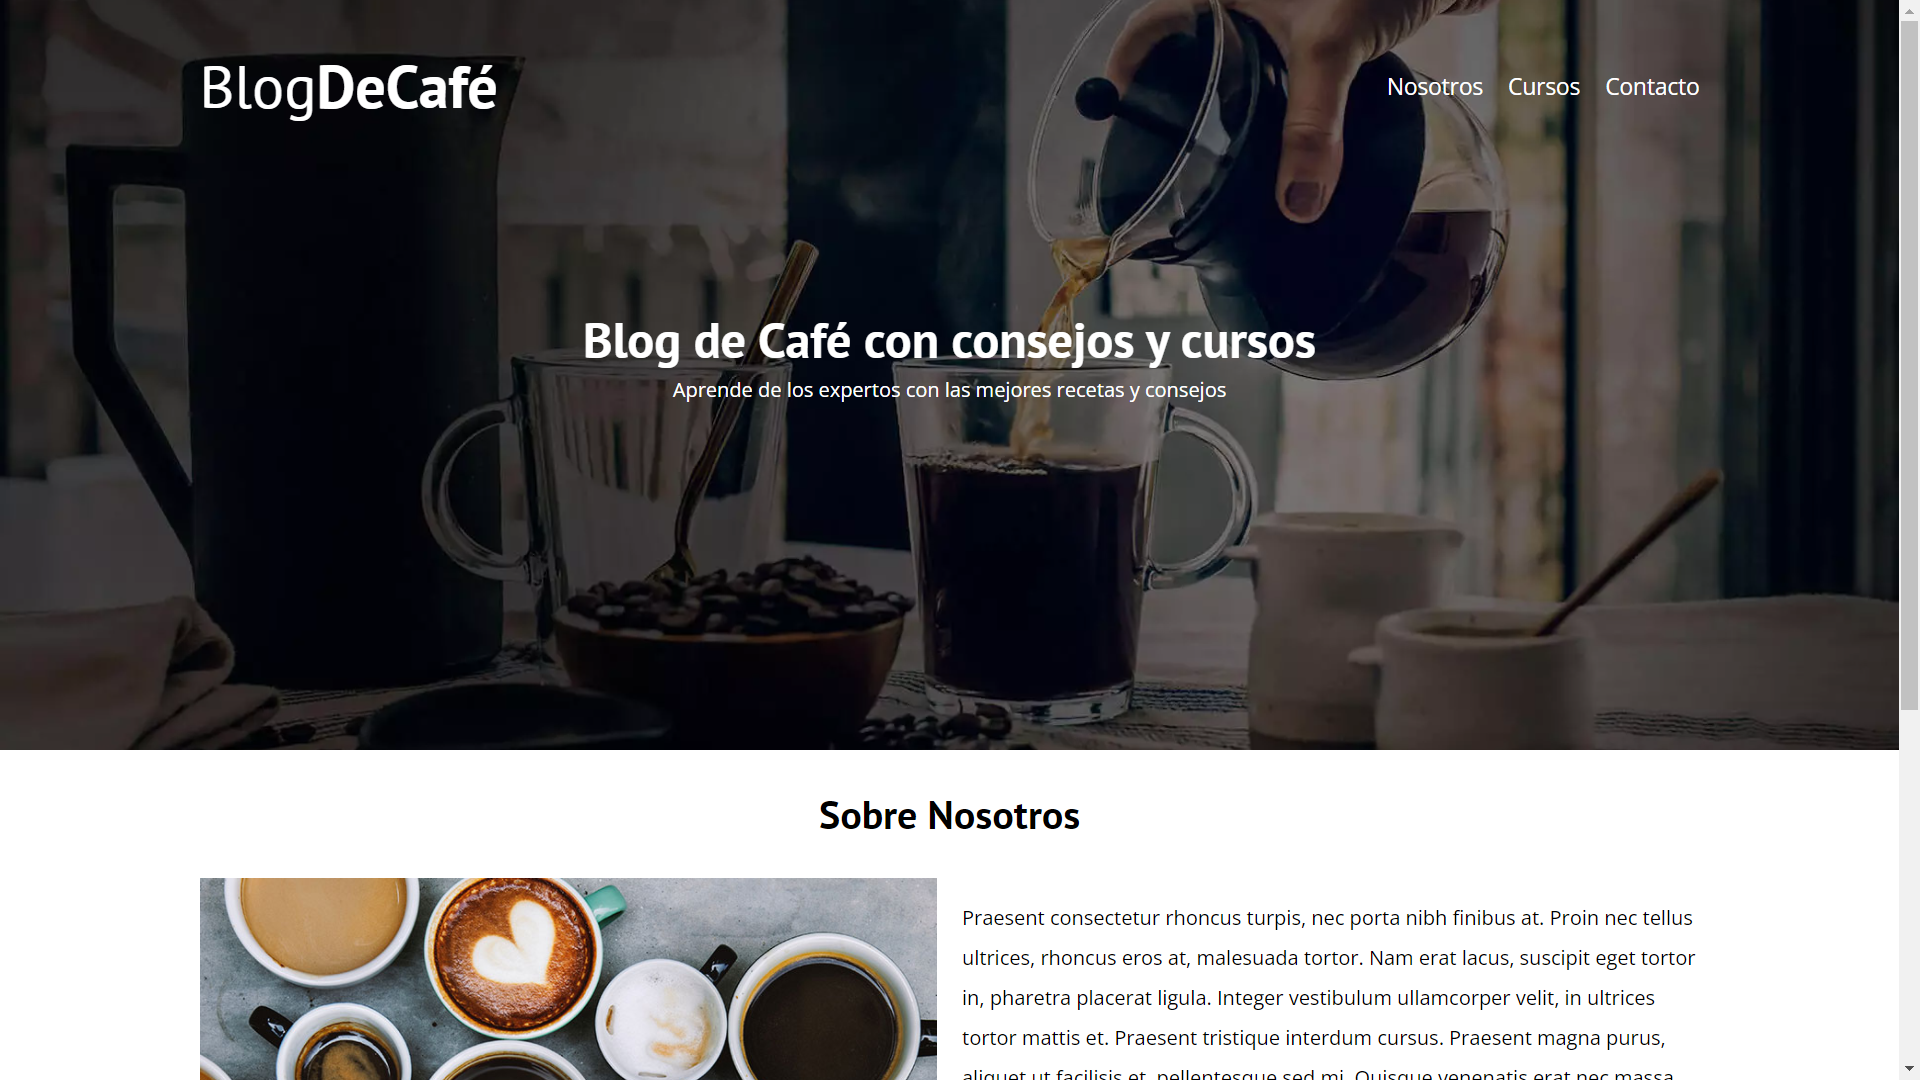 BlogDeCafé
Nosotros Cursos Contacto
Blog de Café con consejos y cursos
Aprende de los expertos con las mejores recetas y consejos
Sobre Nosotros
Praesent consectetur rhoncus turpis, nec porta nibh finibus at. Proin nec tellus
ultrices, rhoncus eros at, malesuada tortor. Nam erat lacus, suscipit eget tortor
in, pharetra placerat ligula. Integer vestibulum ullamcorper velit, in ultrices
tortor mattis et. Praesent tristique interdum cursus. Praesent magna purus,
aliquet ut facilisis et, pellentesque sed mi. Quisque venenatis erat nec massa